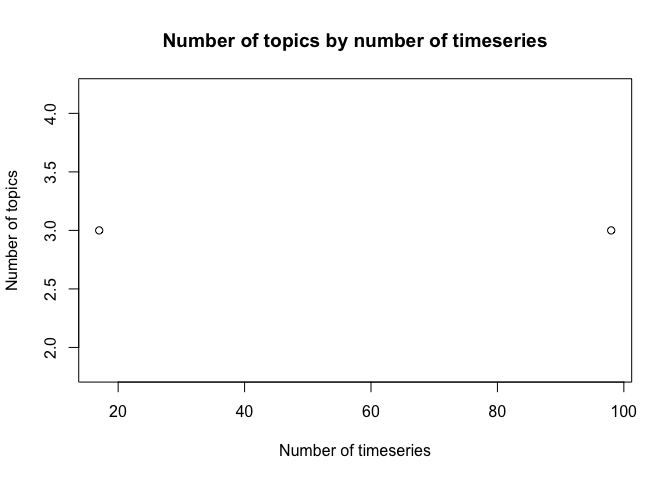 Number of topics by number of timeseries
Number of topics
4.0
3.5
3.0
2.5
2.0
20 40 60 80 100
Number of timeseries